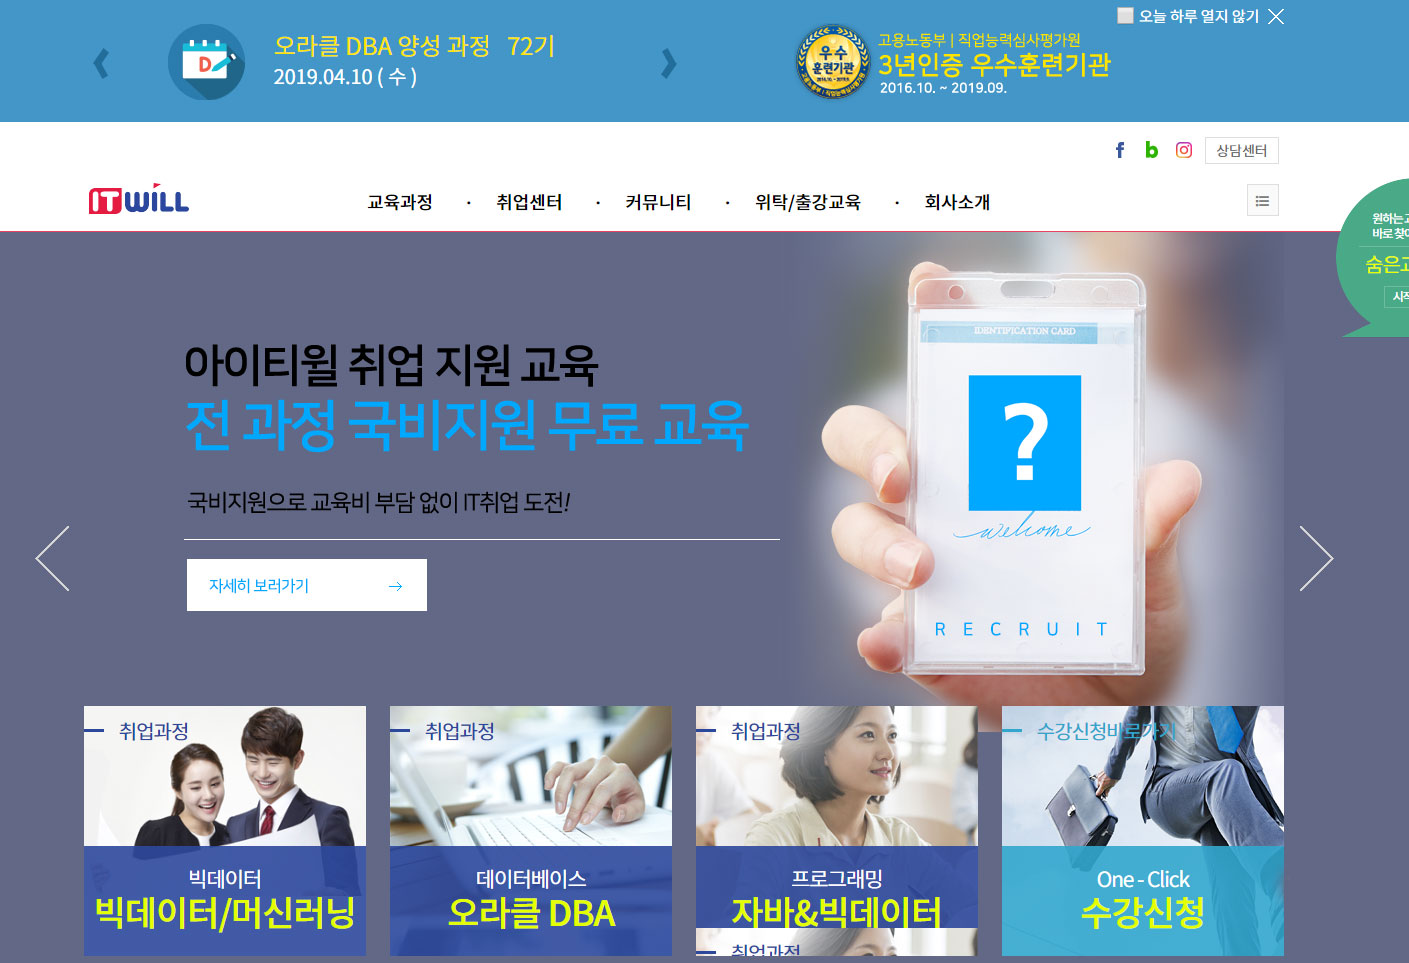 오늘 하루 열지 않기
오라클 DBA 양성 과정 72기
2019.04.10 ( 수 )
D
우수
훈련기관
고용노동부 | 직업능력심사평가원
3년인증 우수훈련기관
2016.10. ~ 2019.09.
상담센터
ITWILL
교육과정 · 취업센터 · 커뮤니티 · 위탁/출강교육 · 회사소개
원하는
바로 찾
숨은
시작
IDENTIFICATION CARD
아이티윌 취업 지원 교육
전 과정 국비지원 무료 교육
?
국비지원으로 교육비 부담 없이 IT취업 도전!
welcome
자세히 보러가기 →
RECRUIT
취업과정
빅데이터
빅데이터/머신러닝
취업과정
데이터베이스
오라클 DBA
취업과정
프로그래밍
자바&빅데이터
취업과정
수강신청바로가기
One - Click
수강신청